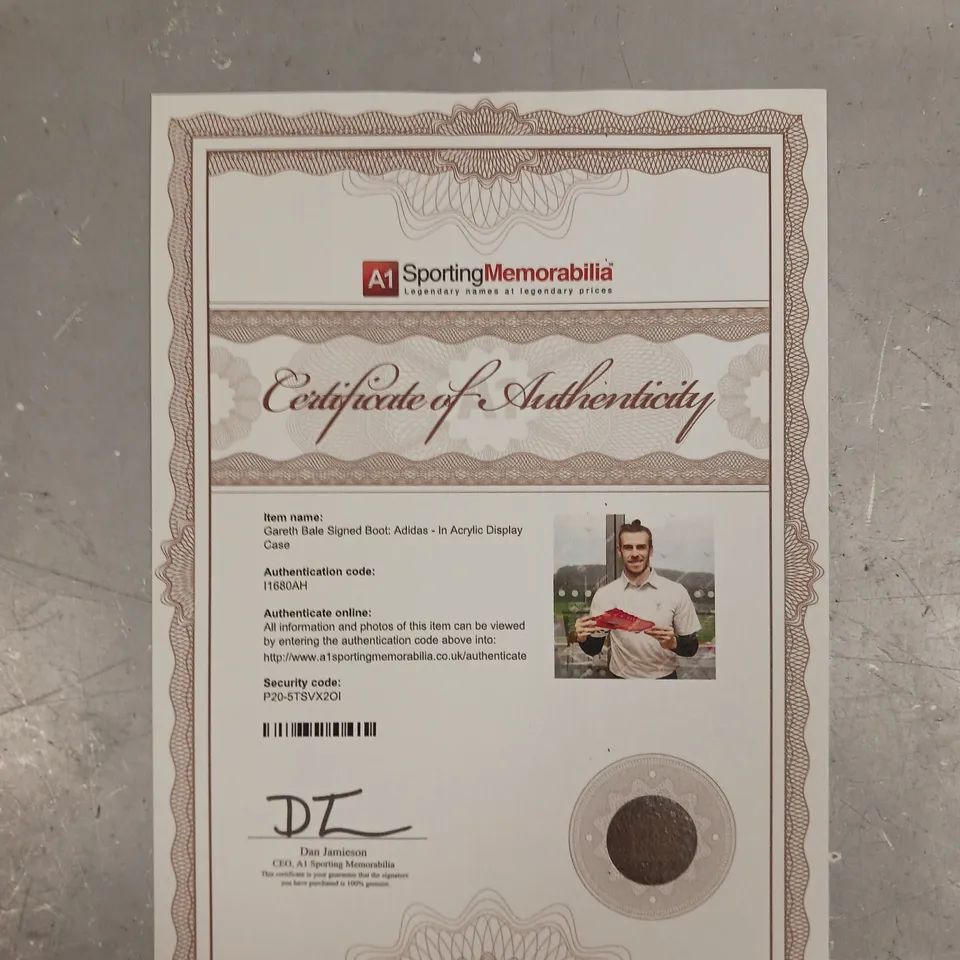 A1 SportingMemorabilia™
Legendary names at legendary prices
Certificate of Authenticity
Item name:
Gareth Bale Signed Boot: Adidas - In Acrylic Display
Case
Authentication code:
I1680AH
Authenticate online:
All information and photos of this item can be viewed
by entering the authentication code above into:
http://www.a1sportingmemorabilia.co.uk/authenticate
Security code:
P20-5TSVX2OI
Dan Jamieson
CEO, A1 Sporting Memorabilia
This certificate is your guarantee that the signature
you have purchased is 100% genuine.